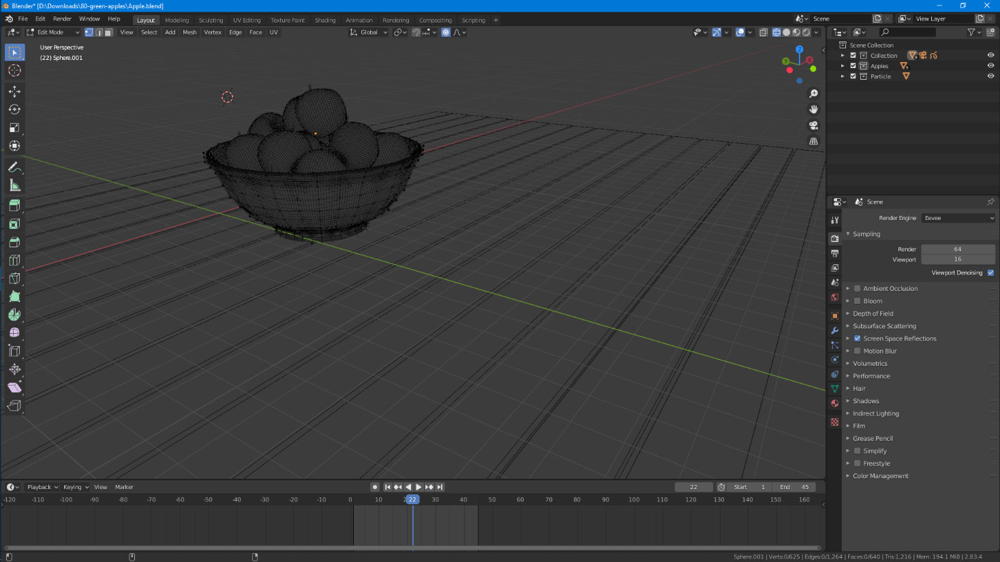 Blender* [D:\Downloads\80-green-apples\Apple.blend]
File Edit Render Window Help Layout Modeling Sculpting UV Editing Texture Paint Shading Animation Rendering Compositing Scripting + Scene View Layer
Edit Mode View Select Add Mesh Vertex Edge Face UV Global
User Perspective
(22) Sphere.001
Z
Y
X
Scene Collection
Collection 9
Apples 9
Particle
Scene
Render Engine Eevee
Sampling
Render 64
Viewport 16
Viewport Denoising
Ambient Occlusion
Bloom
Depth of Field
Subsurface Scattering
Screen Space Reflections
Motion Blur
Volumetrics
Performance
Hair
Shadows
Indirect Lighting
Film
Grease Pencil
Simplify
Freestyle
Color Management
Playback Keying View Marker 22 Start 1 End 45
-120 -110 -100 -90 -80 -70 -60 -50 -40 -30 -20 -10 0 10 22 30 40 50 60 70 80 90 100 110 120 130 140 150 160
Sphere.001 | Verts:0/625 | Edges:0/1,264 | Faces:0/640 | Tris:1,216 | Mem: 194.1 MiB | 2.83.4